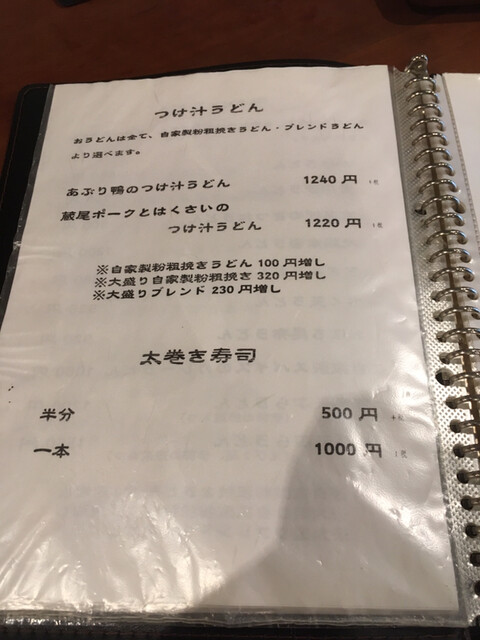 つけ汁うどん
おうどんは全て、自家製粉粗挽きうどん・ブレンドうどん
より選べます。
あぶり鴨のつけ汁うどん 1240 円
蔵尾ポークとはくさいの
つけ汁うどん 1220 円
※自家製粉粗挽きうどん 100 円増し
※大盛り自家製粉粗挽き 320 円増し
※大盛りブレンド 230 円増し
太巻き寿司
半分 500 円
一本 1000 円